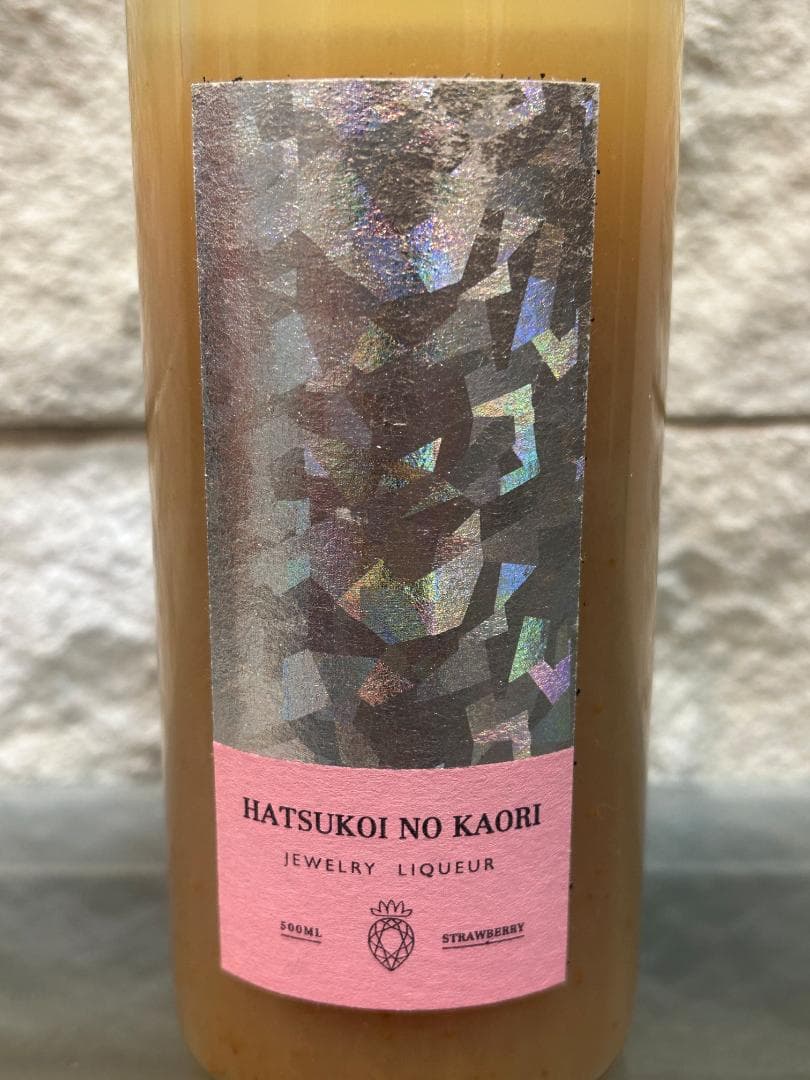 HATSUKOI NO KAORI
JEWELRY LIQUEUR
500ML STRAWBERRY